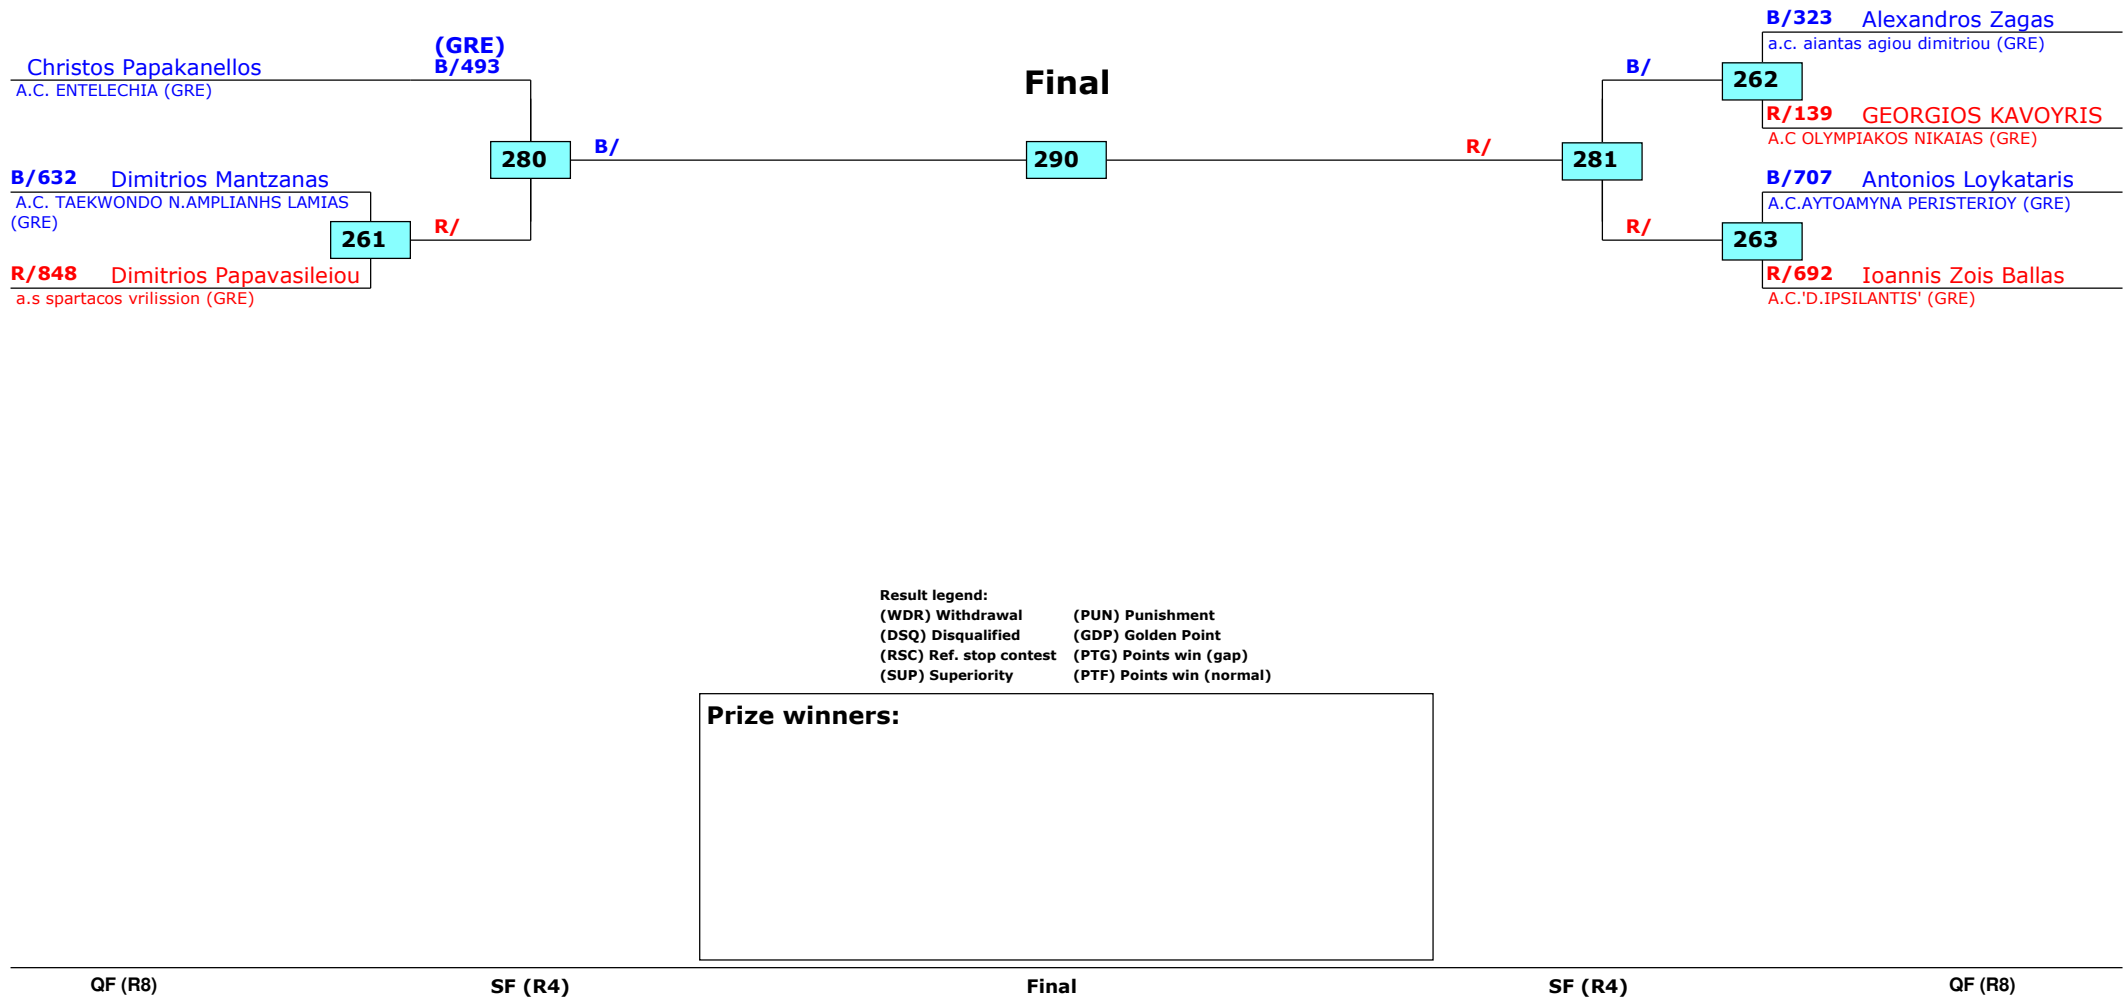 B/323 Alexandros Zagas
a.c. aiantas agiou dimitriou (GRE)
(GRE)
Christos Papakanellos B/493
A.C. ENTELECHIA (GRE)
Final
B/
262
R/139 GEORGIOS KAVOYRIS
A.C OLYMPIAKOS NIKAIAS (GRE)
280
B/
290
R/
281
B/632 Dimitrios Mantzanas
A.C. TAEKWONDO N.AMPLIANHS LAMIAS
(GRE)
B/707 Antonios Loykataris
A.C.AYTOAMYNA PERISTERIOY (GRE)
261
R/
R/
263
R/848 Dimitrios Papavasileiou
a.s spartacos vrilission (GRE)
R/692 Ioannis Zois Ballas
A.C.'D.IPSILANTIS' (GRE)
Result legend:
(WDR) Withdrawal (PUN) Punishment
(DSQ) Disqualified (GDP) Golden Point
(RSC) Ref. stop contest (PTG) Points win (gap)
(SUP) Superiority (PTF) Points win (normal)
Prize winners:
QF (R8) SF (R4) Final SF (R4) QF (R8)